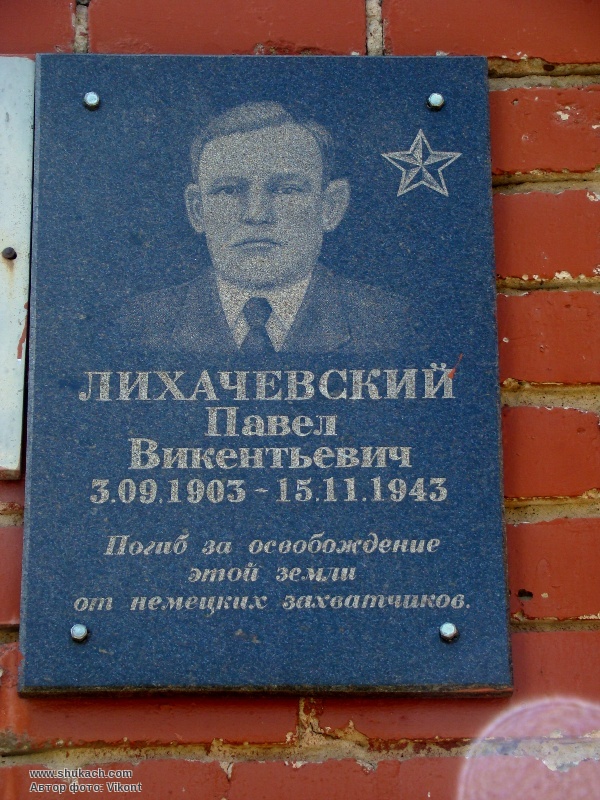 ЛИХАЧЕВСКИЙ
Павел
Викентьевич
3.09.1903 - 15.11.1943
Погиб за освобождение
этой земли
от немецких захватчиков.
www.shukach.com
Автор фото: Vikont